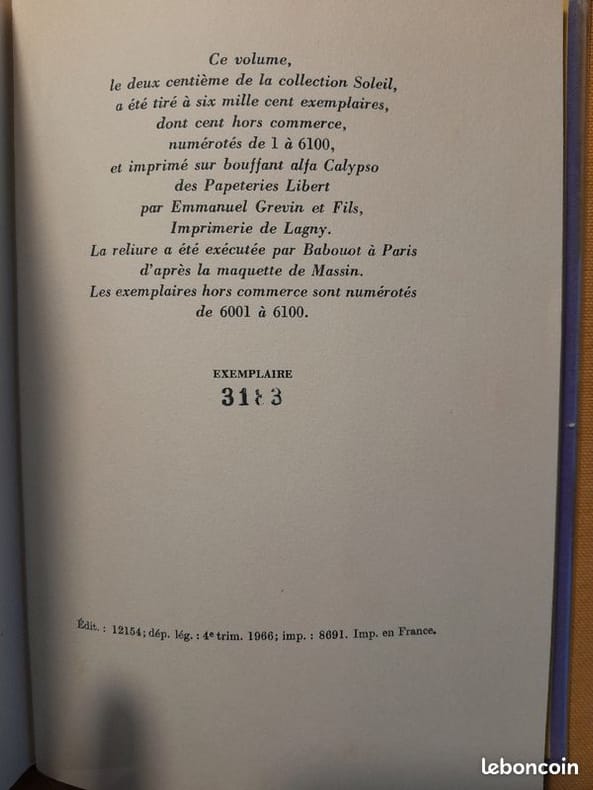 Ce volume,
le deux centième de la collection Soleil,
a été tiré à six mille cent exemplaires,
dont cent hors commerce,
numérotés de 1 à 6100,
et imprimé sur bouffant alfa Calypso
des Papeteries Libert
par Emmanuel Grevin et Fils,
Imprimerie de Lagny.
La reliure a été exécutée par Babouot à Paris
d'après la maquette de Massin.
Les exemplaires hors commerce sont numérotés
de 6001 à 6100.
EXEMPLAIRE
Édit. : 12154; dép. lég. : 4e trim. 1966; imp. : 8691. Imp. en France.
leboncoin